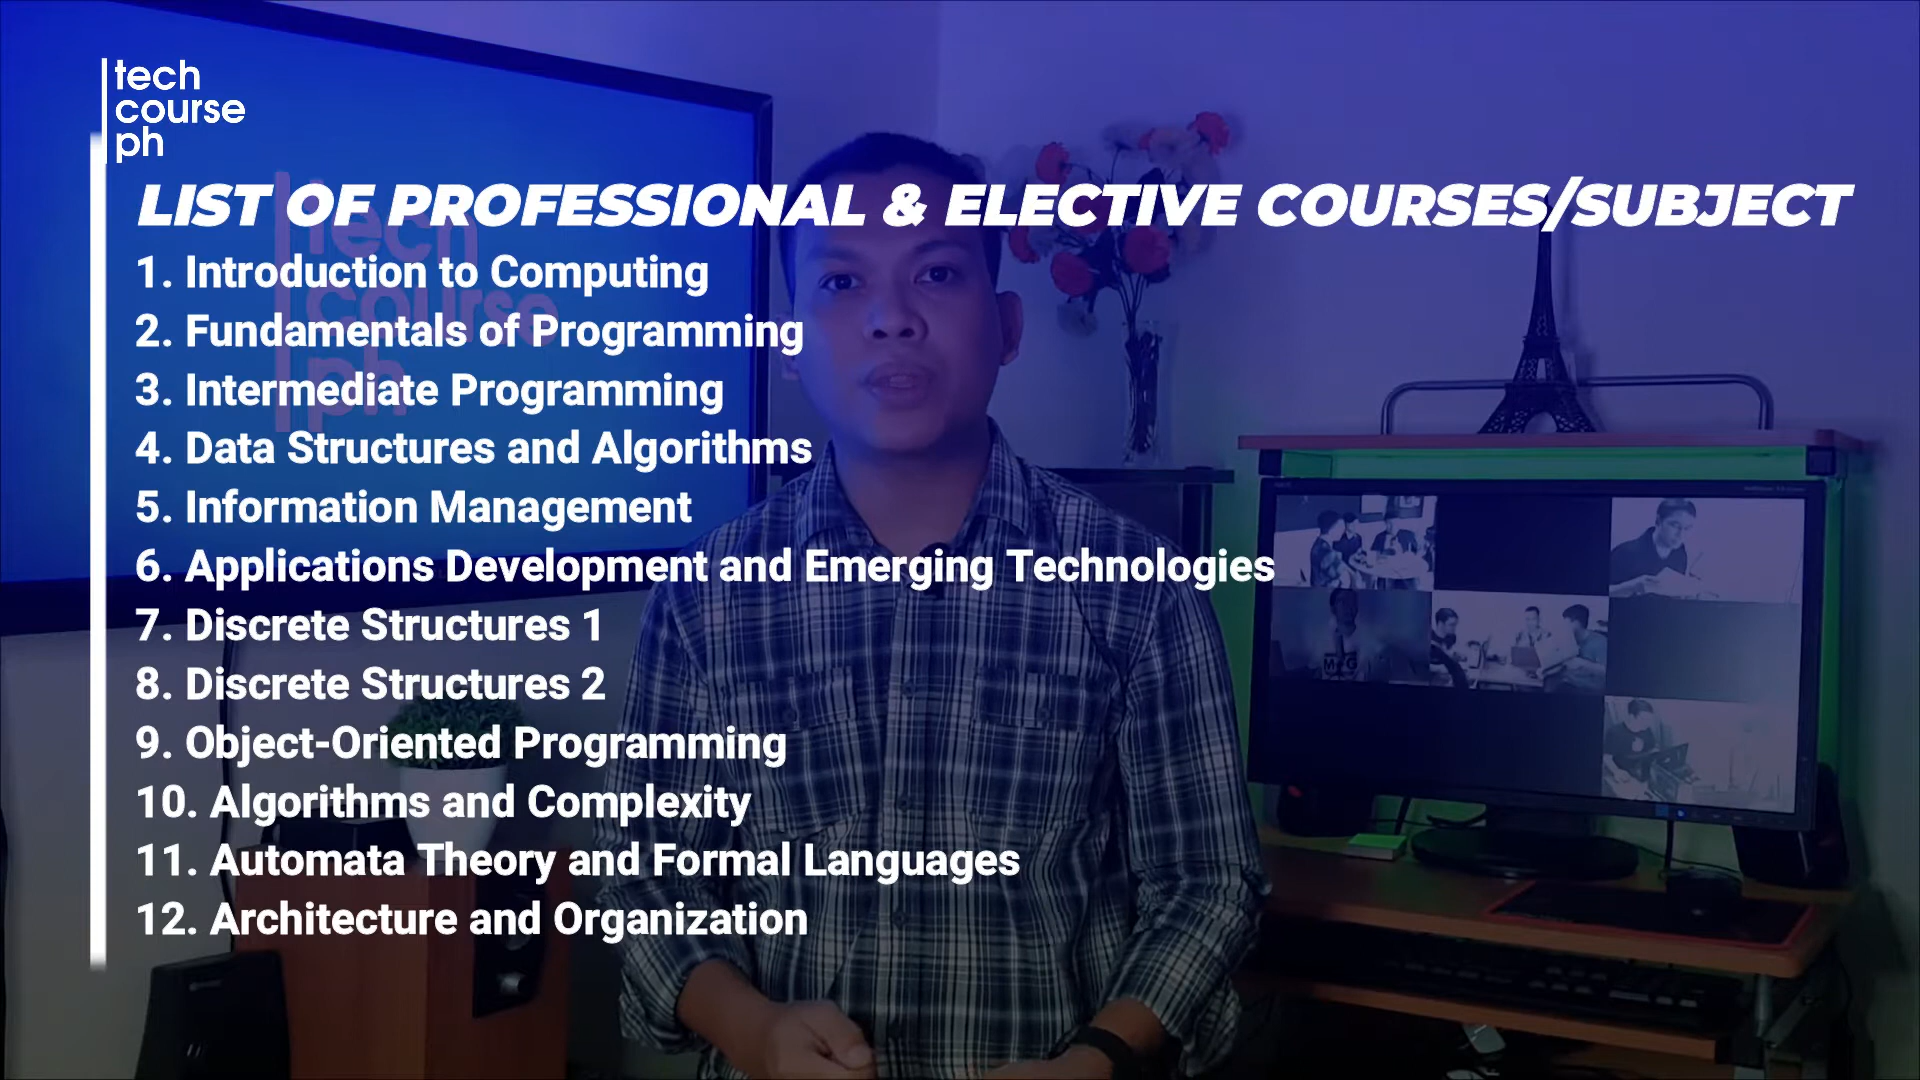 tech
course
ph
LIST OF PROFESSIONAL & ELECTIVE COURSES/SUBJECT
1. Introduction to Computing
2. Fundamentals of Programming
3. Intermediate Programming
4. Data Structures and Algorithms
5. Information Management
6. Applications Development and Emerging Technologies
7. Discrete Structures 1
8. Discrete Structures 2
9. Object-Oriented Programming
10. Algorithms and Complexity
11. Automata Theory and Formal Languages
12. Architecture and Organization
tech
course
ph